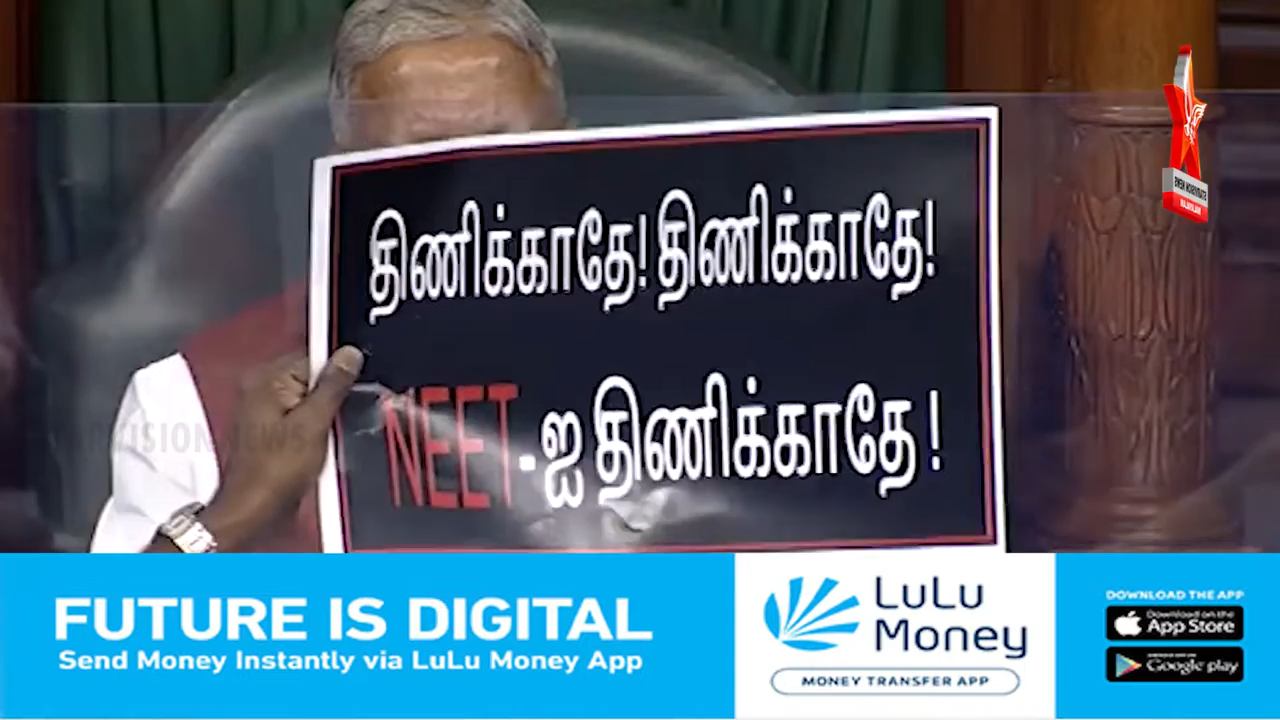 திணிக்காதே! திணிக்காதே!
NEET-ஐ திணிக்காதே!
FUTURE IS DIGITAL
Send Money Instantly via LuLu Money App
LuLu
Money
MONEY TRANSFER APP
DOWNLOAD THE APP
Download on the
App Store
Google play